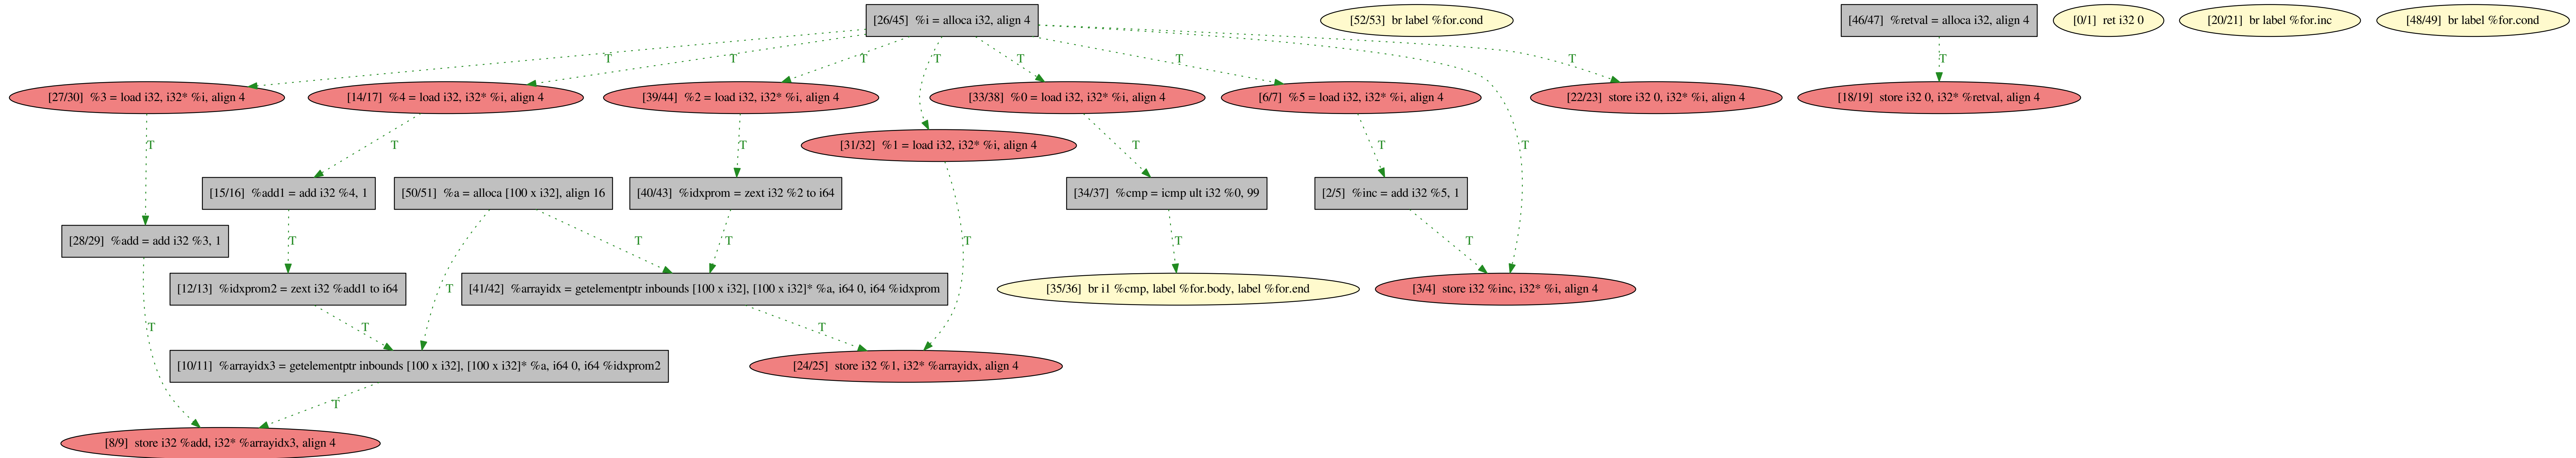 [26/45] %i = alloca i32, align 4
[52/53] br label %for.cond
[46/47] %retval = alloca i32, align 4
[0/1] ret i32 0
[20/21] br label %for.inc
[48/49] br label %for.cond
T
T
T
T
T
T
T
T
[27/30] %3 = load i32, i32* %i, align 4
[14/17] %4 = load i32, i32* %i, align 4
[39/44] %2 = load i32, i32* %i, align 4
[33/38] %0 = load i32, i32* %i, align 4
[6/7] %5 = load i32, i32* %i, align 4
[22/23] store i32 0, i32* %i, align 4
[18/19] store i32 0, i32* %retval, align 4
T
T
T
[31/32] %1 = load i32, i32* %i, align 4
T
T
T
[15/16] %add1 = add i32 %4, 1
[50/51] %a = alloca [100 x i32], align 16
[40/43] %idxprom = zext i32 %2 to i64
[34/37] %cmp = icmp ult i32 %0, 99
[2/5] %inc = add i32 %5, 1
[28/29] %add = add i32 %3, 1
T
T
T
T
T
T
[12/13] %idxprom2 = zext i32 %add1 to i64
T
[41/42] %arrayidx = getelementptr inbounds [100 x i32], [100 x i32]* %a, i64 0, i64 %idxprom
[35/36] br i1 %cmp, label %for.body, label %for.end
[3/4] store i32 %inc, i32* %i, align 4
T
T
T
[10/11] %arrayidx3 = getelementptr inbounds [100 x i32], [100 x i32]* %a, i64 0, i64 %idxprom2
[24/25] store i32 %1, i32* %arrayidx, align 4
T
[8/9] store i32 %add, i32* %arrayidx3, align 4